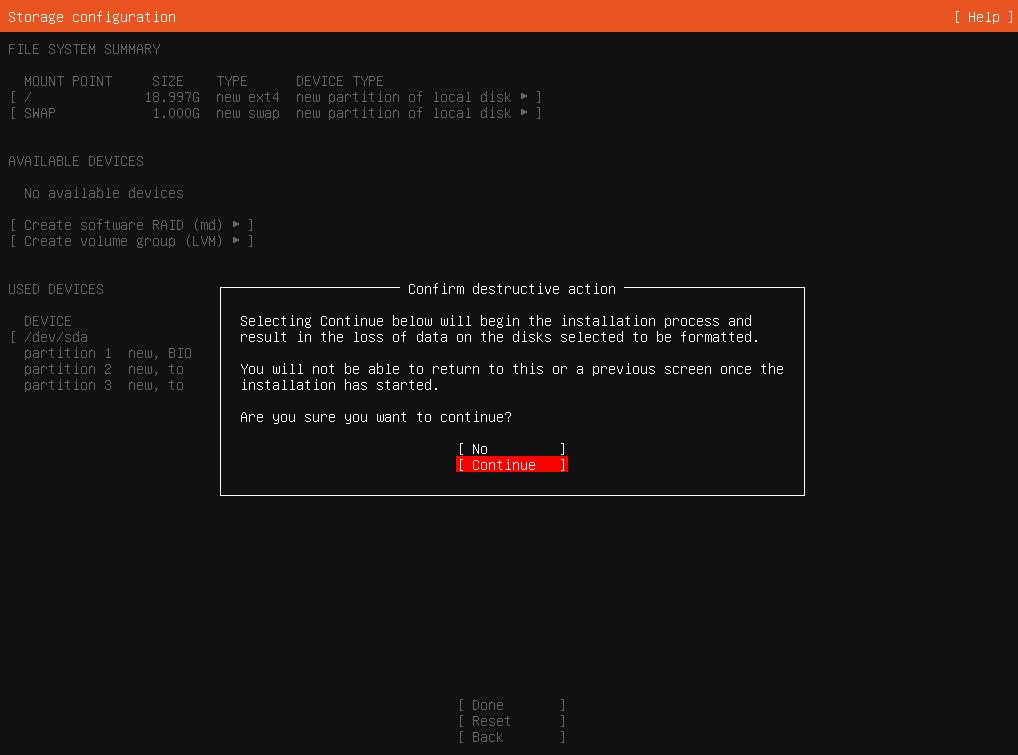 Storage configuration [ Help ]
FILE SYSTEM SUMMARY
MOUNT POINT SIZE TYPE DEVICE TYPE
[ / 18.997G new ext4 new partition of local disk ▸ ]
[ SWAP 1.000G new swap new partition of local disk ▸ ]
AVAILABLE DEVICES
No available devices
[ Create software RAID (md) ▸ ]
[ Create volume group (LVM) ▸ ]
USED DEVICES
DEVICE
[ /dev/sda
partition 1 new, BIO
partition 2 new, to
partition 3 new, to
Confirm destructive action
Selecting Continue below will begin the installation process and
result in the loss of data on the disks selected to be formatted.
You will not be able to return to this or a previous screen once the
installation has started.
Are you sure you want to continue?
[ No ]
[ Continue ]
[ Done ]
[ Reset ]
[ Back ]